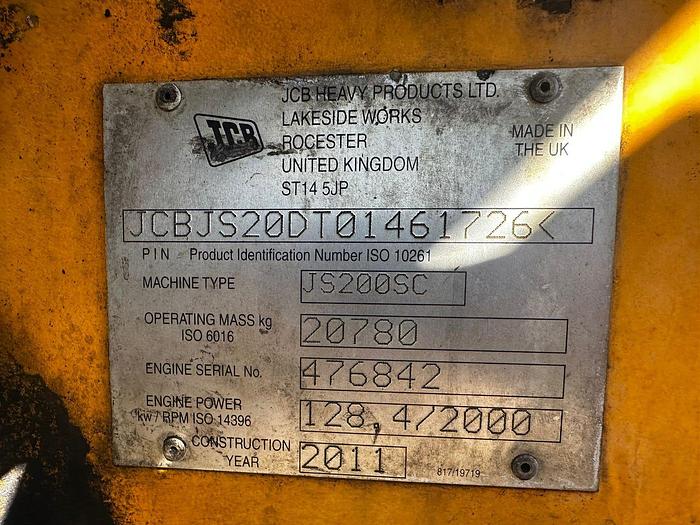 JCB
JCB HEAVY PRODUCTS LTD.
LAKESIDE WORKS
ROCESTER
UNITED KINGDOM
ST14 5JP
MADE IN
THE UK
JCBJS20DT01461726<
PIN Product Identification Number ISO 10261
MACHINE TYPE JS200SC
OPERATING MASS kg
ISO 6016
20780
ENGINE SERIAL No. 476842
ENGINE POWER
kw / RPM ISO 14396
128,4/2000
CONSTRUCTION
YEAR
2011
817/19719